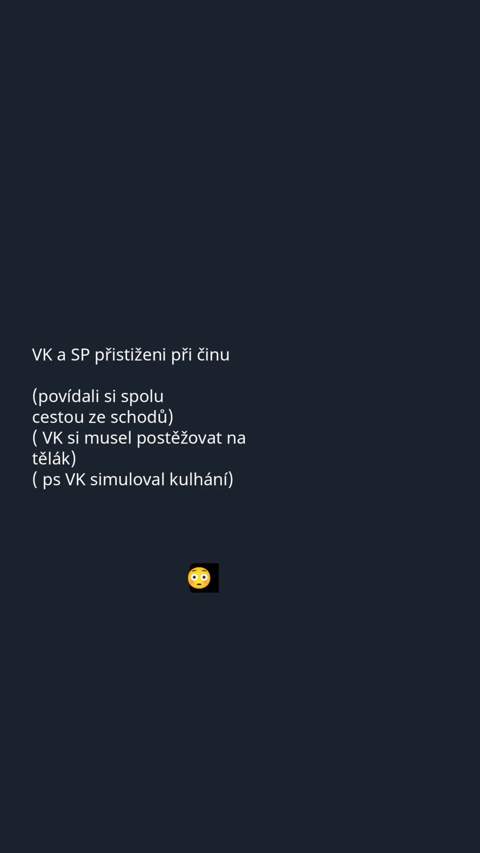 VK a SP přistiženi při činu
(povídali si spolu
cestou ze schodů)
( VK si musel postěžovat na
tělák)
( ps VK simuloval kulhání)
😳